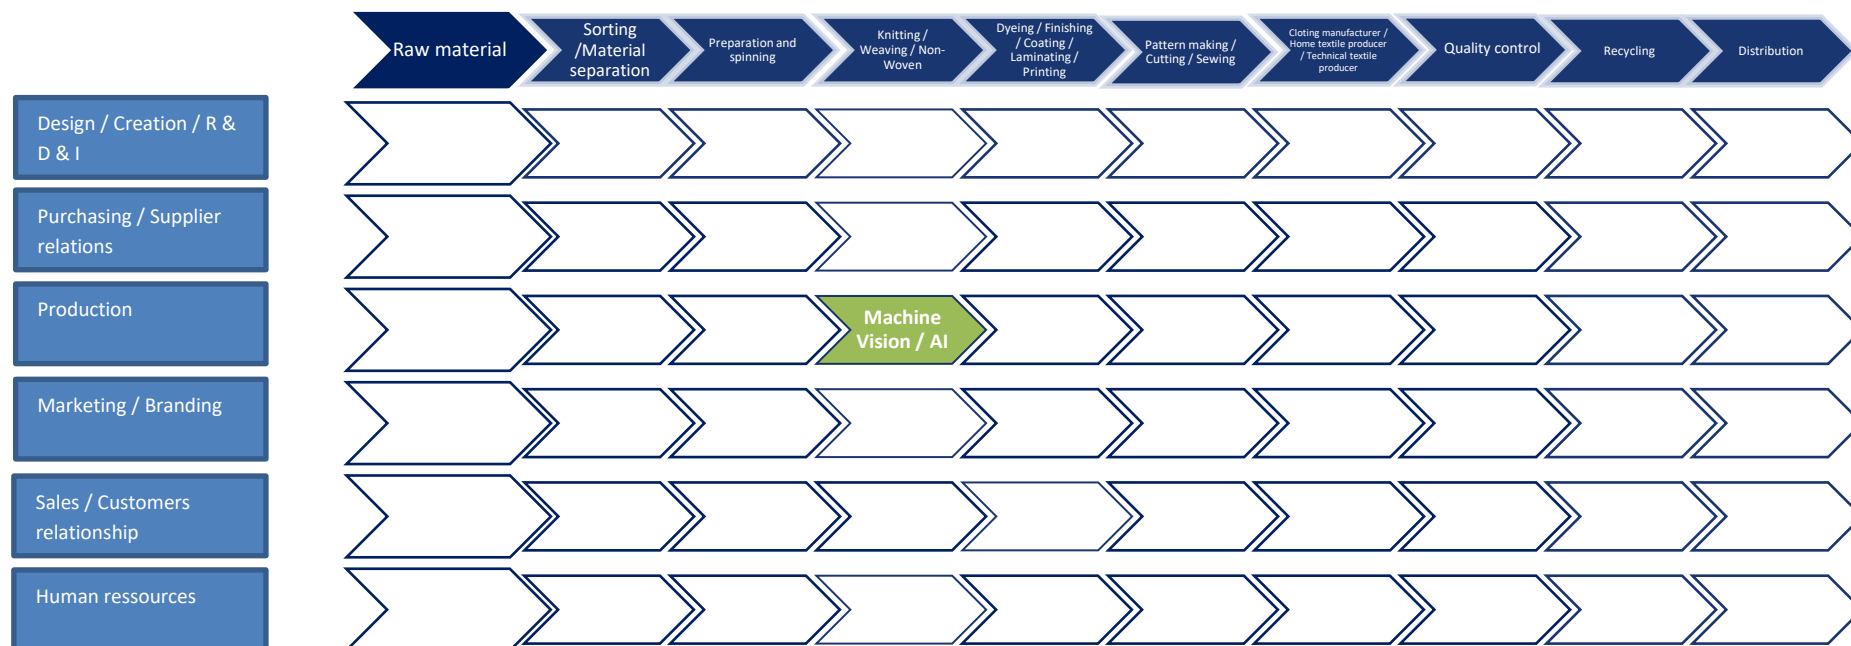 Raw material
Sorting
/Material
separation
Preparation and
spinning
Knitting /
Weaving / Non-
Woven
Dyeing / Finishing
/ Coating /
Laminating /
Printing
Pattern making /
Cutting / Sewing
Cloting manufacturer /
Home textile producer
/ Technical textile
producer
Quality control
Recycling
Distribution
Design / Creation / R &
D & I
Purchasing / Supplier
relations
Production
Machine
Vision / AI
Marketing / Branding
Sales / Customers
relationship
Human ressources